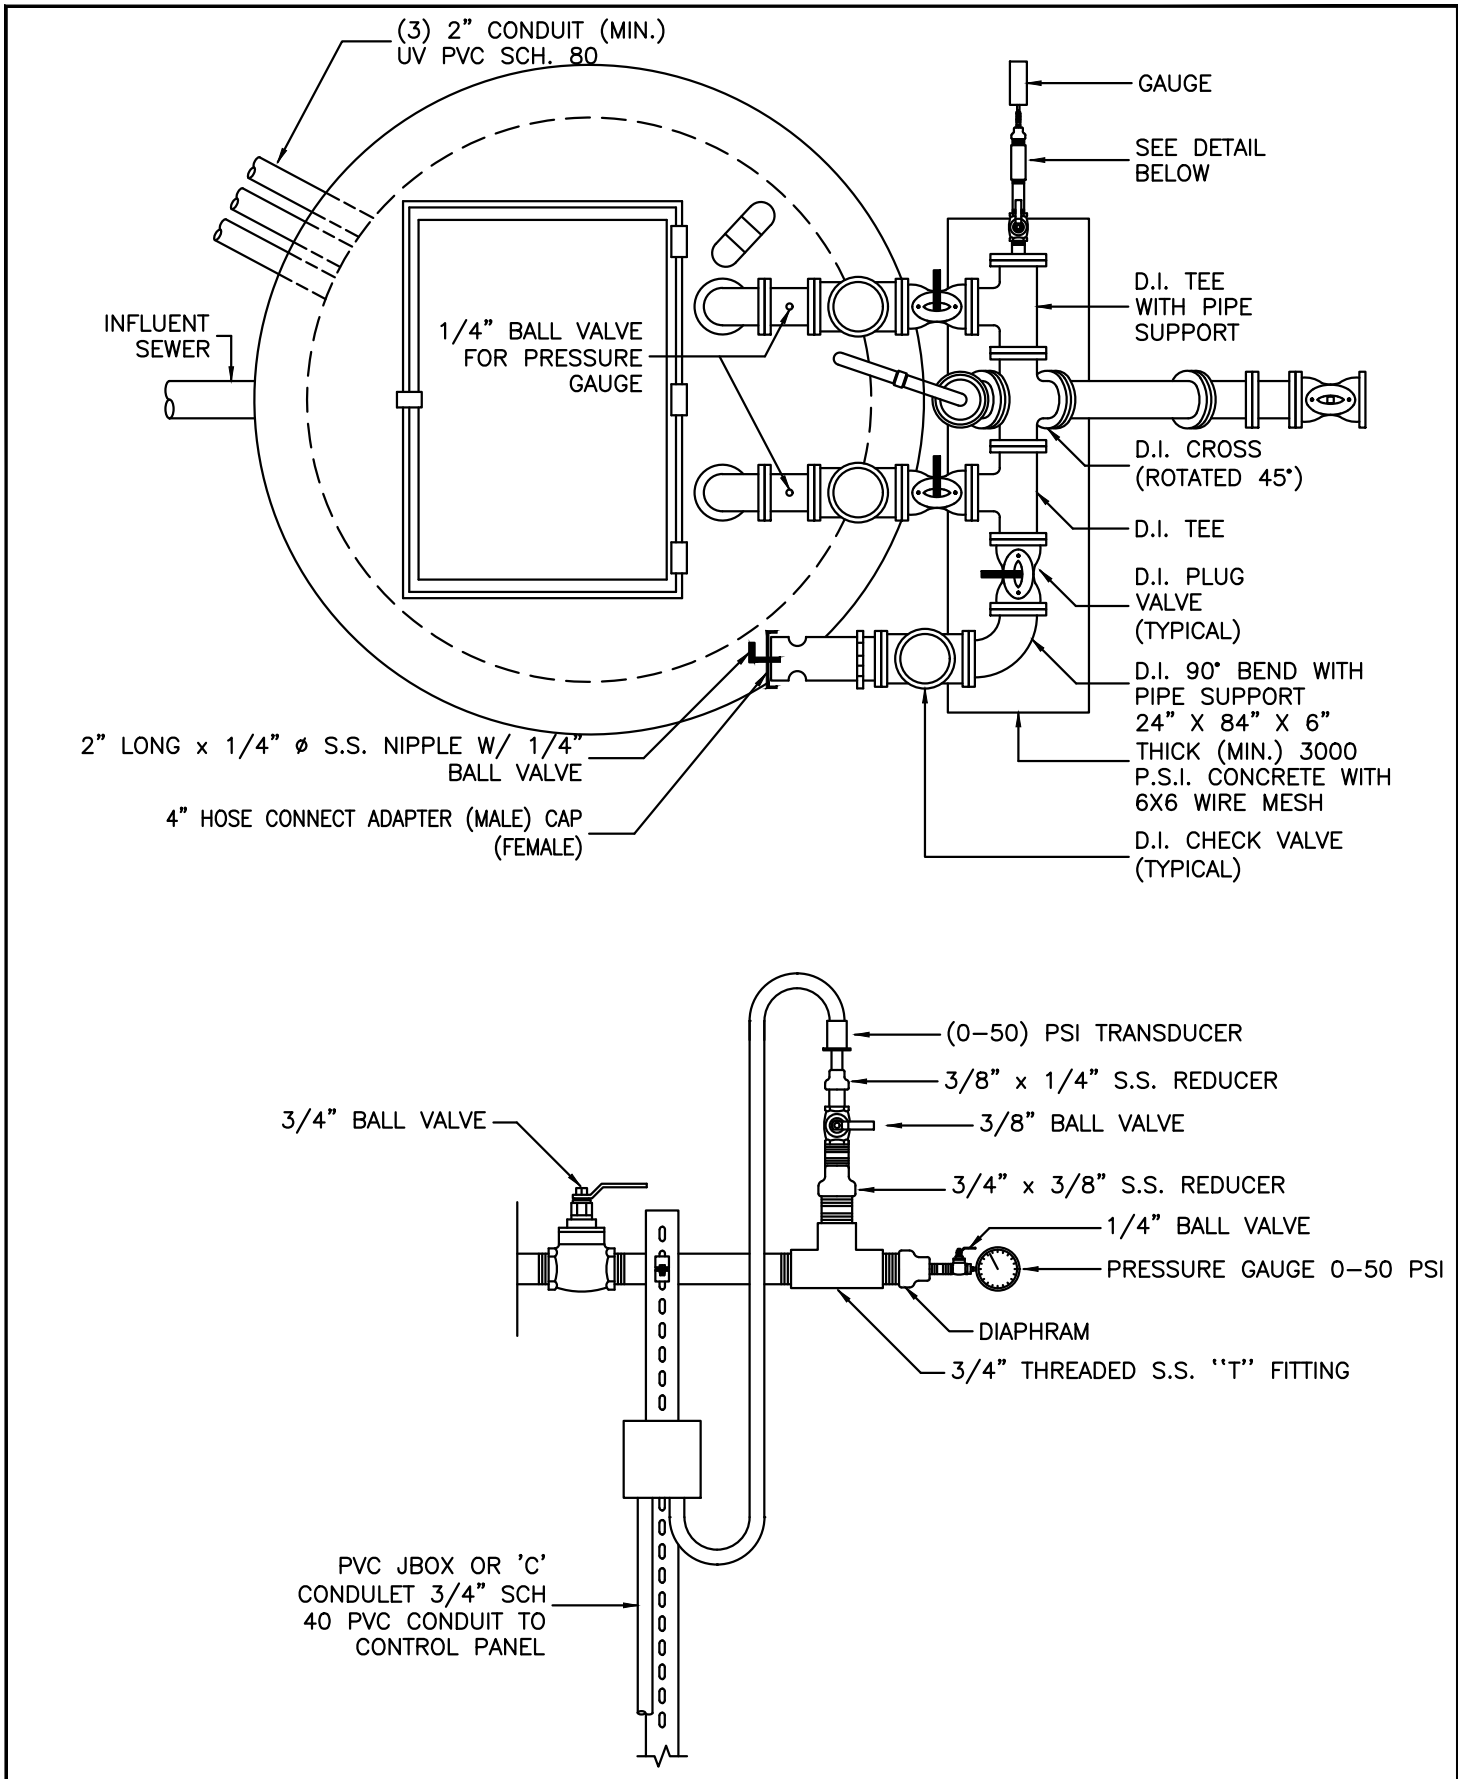 (3) 2” CONDUIT (MIN.)
UV PVC SCH. 80
GAUGE
SEE DETAIL
BELOW
D.I. TEE
WITH PIPE
SUPPORT
INFLUENT
SEWER
1/4” BALL VALVE
FOR PRESSURE
GAUGE
D.I. CROSS
(ROTATED 45°)
D.I. TEE
D.I. PLUG
VALVE
(TYPICAL)
D.I. 90° BEND WITH
PIPE SUPPORT
24” X 84” X 6”
THICK (MIN.) 3000
P.S.I. CONCRETE WITH
6X6 WIRE MESH
2” LONG x 1/4” ø S.S. NIPPLE W/ 1/4”
BALL VALVE
4” HOSE CONNECT ADAPTER (MALE) CAP
(FEMALE)
D.I. CHECK VALVE
(TYPICAL)
(0-50) PSI TRANSDUCER
3/8” x 1/4” S.S. REDUCER
3/4” BALL VALVE
3/8” BALL VALVE
3/4” x 3/8” S.S. REDUCER
1/4” BALL VALVE
PRESSURE GAUGE 0-50 PSI
DIAPHRAM
3/4” THREADED S.S. ‘‘T’’ FITTING
PVC JBOX OR 'C'
CONDULET 3/4” SCH
40 PVC CONDUIT TO
CONTROL PANEL